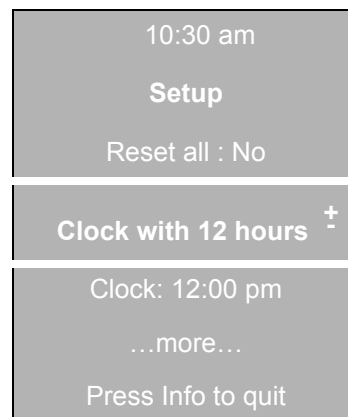 10:30 am
Setup
Reset all : No
Clock with 12 hours +
-
Clock: 12:00 pm
…more…
Press Info to quit